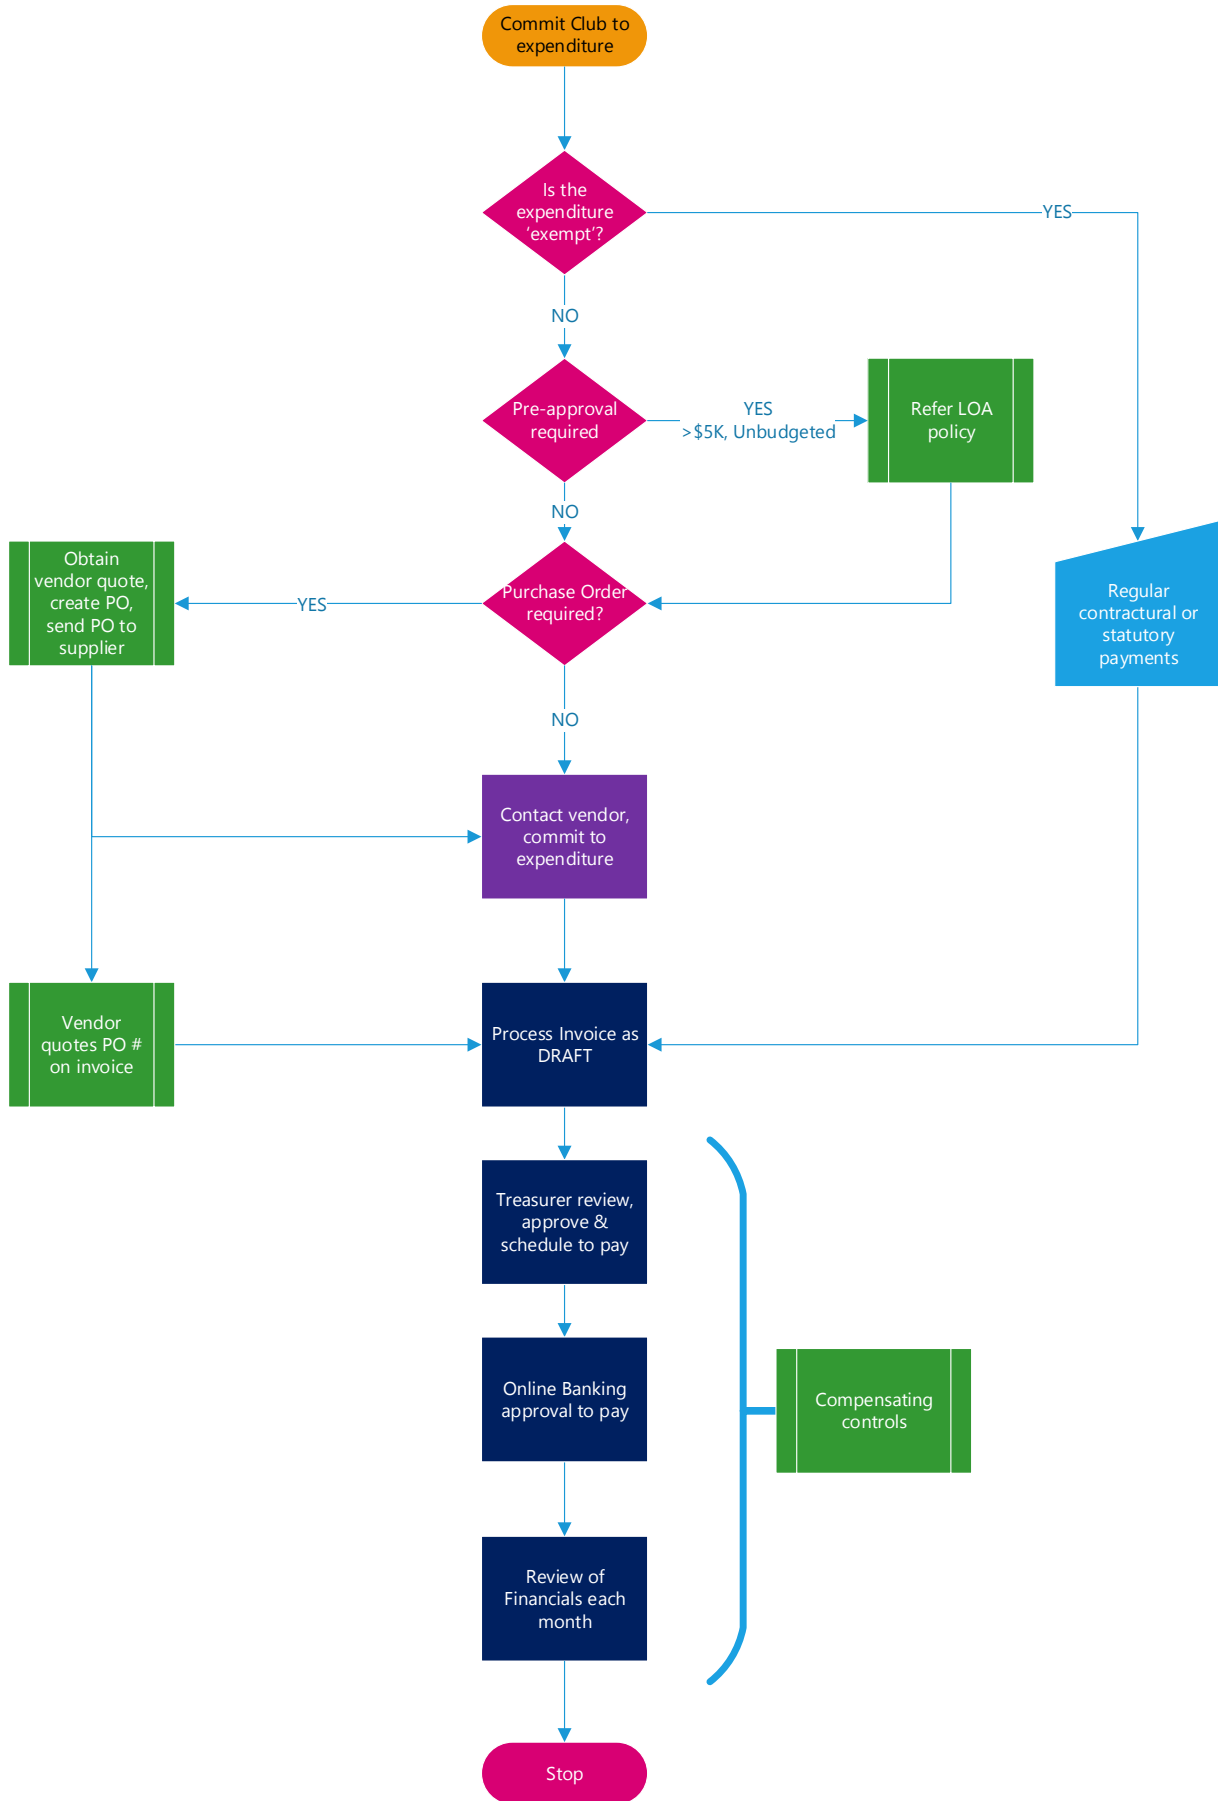 Commit Club to
expenditure
Is the
expenditure
‘exempt’?
YES
NO
Pre-approval
required
YES
>$5K, Unbudgeted
Refer LOA
policy
NO
Obtain
vendor quote,
create PO,
send PO to
supplier
YES
Purchase Order
required?
Regular
contractural or
statutory
payments
NO
Contact vendor,
commit to
expenditure
Vendor
quotes PO #
on invoice
Process Invoice as
DRAFT
Treasurer review,
approve &
schedule to pay
Online Banking
approval to pay
Compensating
controls
Review of
Financials each
month
Stop